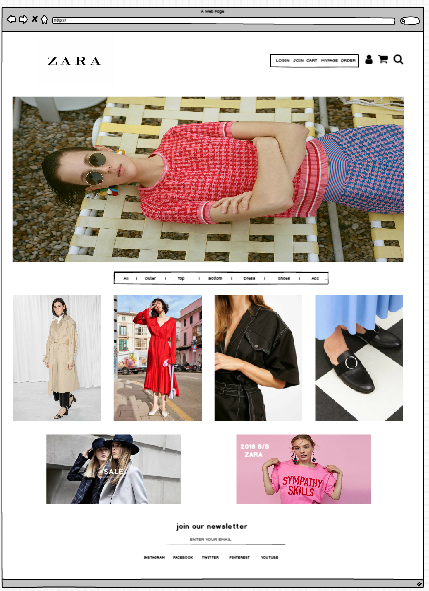 A Web Page
http://
ZARA
LOGIN JOIN CART MYPAGE ORDER
All | Outer | Top | Bottom | Dress | Shoes | Acc
SALE
2018 S/S
ZARA
SYMPATHY
SKILLS
join our newsletter
ENTER YOUR EMAIL
INSTAGRAM FACEBOOK TWITTER PINTEREST YOUTUBE